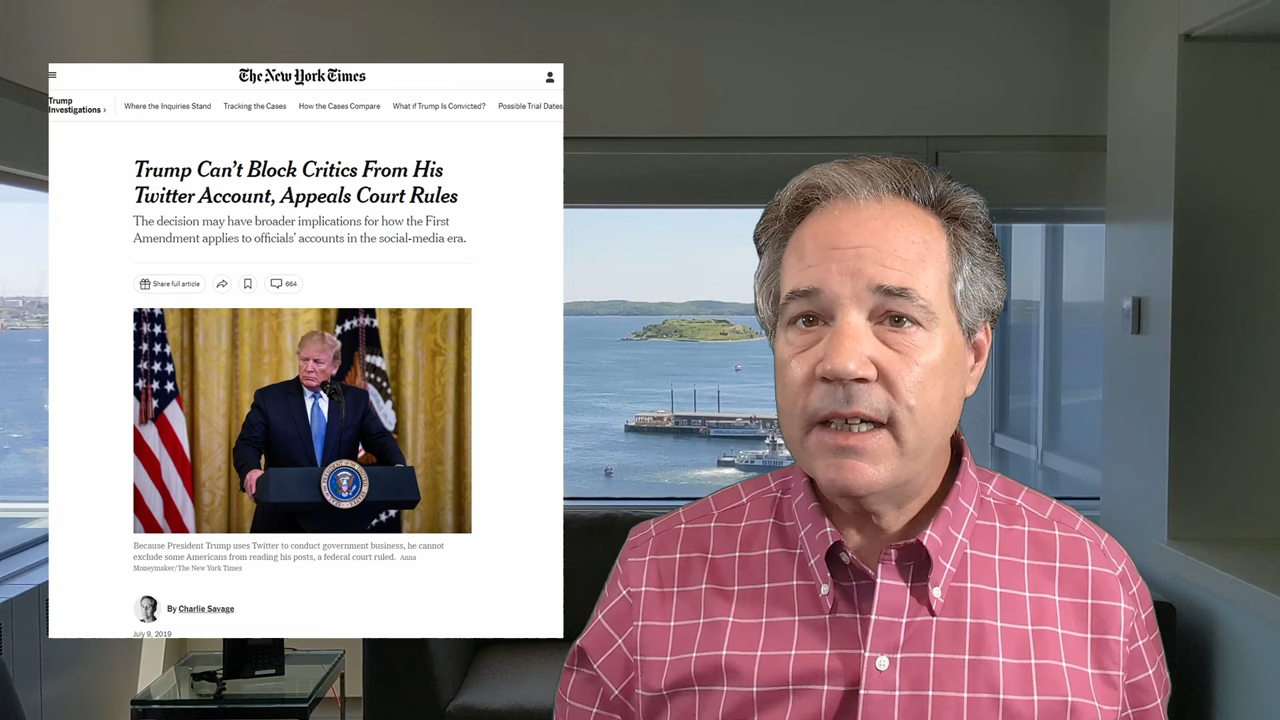 The New York Times
Trump
Investigations ›
Where the Inquiries Stand Tracking the Cases How the Cases Compare What if Trump Is Convicted? Possible Trial Dates
Trump Can't Block Critics From His
Twitter Account, Appeals Court Rules
The decision may have broader implications for how the First
Amendment applies to officials' accounts in the social-media era.
Share full article 664
Because President Trump uses Twitter to conduct government business, he cannot
exclude some Americans from reading his posts, a federal court ruled. Anna
Moneymaker/The New York Times
By Charlie Savage
July 9, 2019